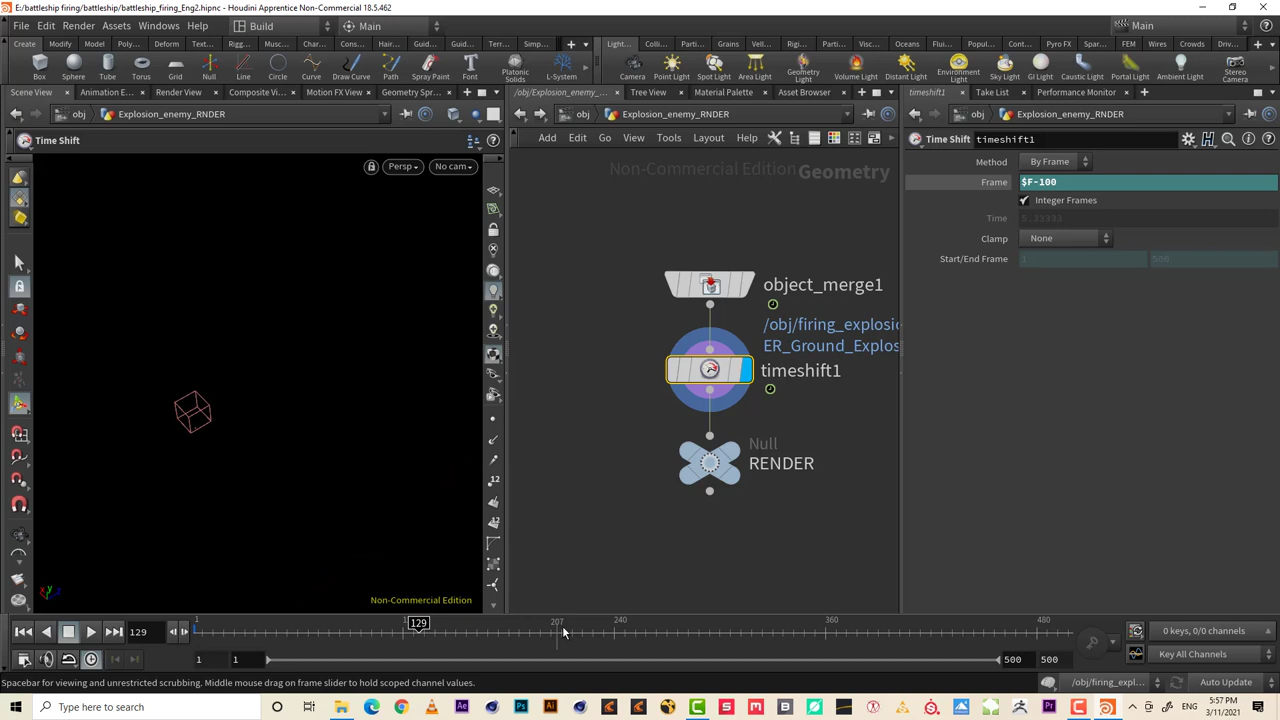 E:/battleship firing/battleship/battleship_firing_Eng2.hipnc - Houdini Apprentice Non-Commercial 18.5.462
File Edit Render Assets Windows Help Build Main Main
Create Modify Model Poly... Deform Text... Rigg... Musc... Char... Cons... Hair... Guid... Guid... Terr... Simp...
Light... Colli... Parti... Grains Vell... Rigi... Parti... Visc... Oceans Flui... Popul... Cont... Pyro FX Spar... FEM Wires Crowds Driv...
Box Sphere Tube Torus Grid Null Line Circle Curve Draw Curve Path Spray Paint Font Platonic Solids L-System
Camera Point Light Spot Light Area Light Geometry Light Volume Light Distant Light Environment Light Sky Light GI Light Caustic Light Portal Light Ambient Light Stereo Camera
Scene View Animation E... Render View Composite Vi... Motion FX View Geometry Spr...
/obj/Explosion_enemy_... Tree View Material Palette Asset Browser
timeshift1 Take List Performance Monitor
obj Explosion_enemy_RNDER
obj Explosion_enemy_RNDER
obj Explosion_enemy_RNDER
Time Shift
Add Edit Go View Tools Layout Help
Time Shift timeshift1
Persp No cam
Non-Commercial Edition Geometry
Method By Frame
Frame $F-100
Integer Frames
Time 5.33333
Clamp None
Start/End Frame 1 500
object_merge1
/obj/firing_explosio
ER_Ground_Explos
timeshift1
Null
RENDER
12
12
Non-Commercial Edition
129 1 1 129 207 240 360 480
0 keys, 0/0 channels
1 1 500 500 Key All Channels
Spacebar for viewing and unrestricted scrubbing. Middle mouse drag on frame slider to hold scoped channel values.
/obj/firing_expl... Auto Update
Type here to search
ENG 5:57 PM
3/11/2021